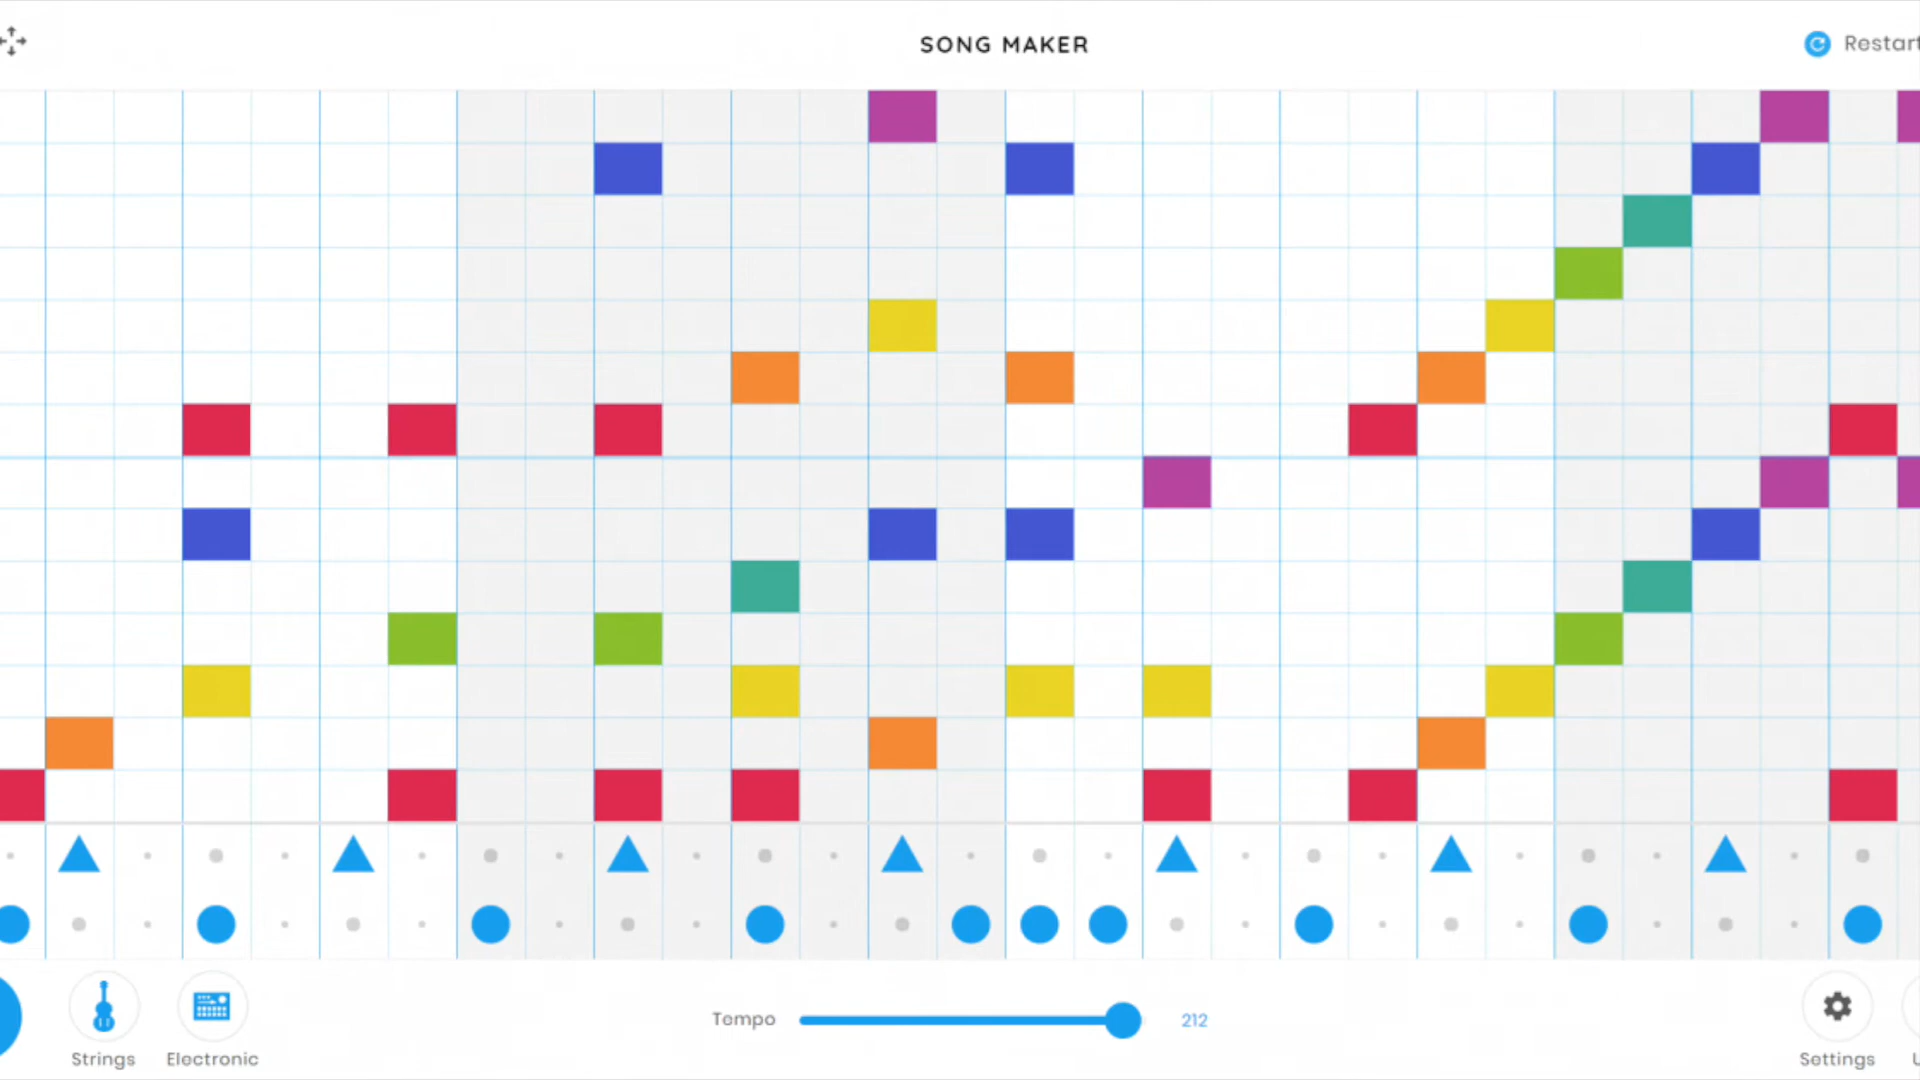 SONG MAKER
Restart
Tempo
212
Strings
Electronic
Settings